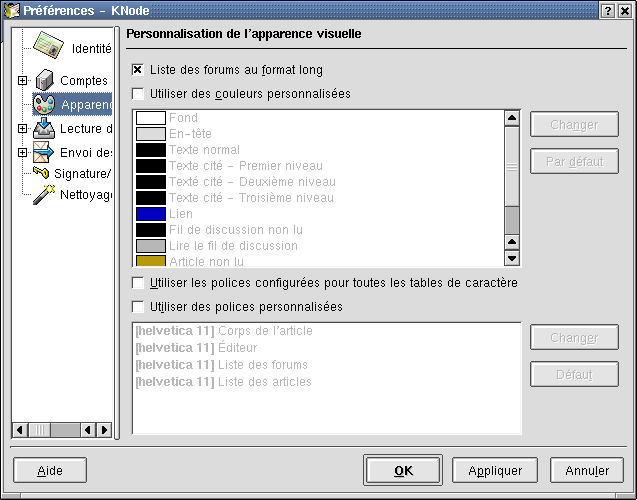 Préférences - KNode
Identité
Comptes
Apparenc
Lecture d
Envoi des
Signature/
Nettoyage
Personnalisation de l'apparence visuelle
Liste des forums au format long
Utiliser des couleurs personnalisées
Fond
En-tête
Texte normal
Texte cité - Premier niveau
Texté cité - Deuxième niveau
Texte cité - Troisième niveau
Lien
Fil de discussion non lu
Lire le fil de discussion
Article non lu
Changer
Par défaut
Utiliser les polices configurées pour toutes les tables de caractère
Utiliser des polices personnalisées
[helvetica 11] Corps de l'article
[helvetica 11] Éditeur
[helvetica 11] Liste des forums
[helvetica 11] Liste des articles
Changer
Défaut
Aide
OK
Appliquer
Annuler